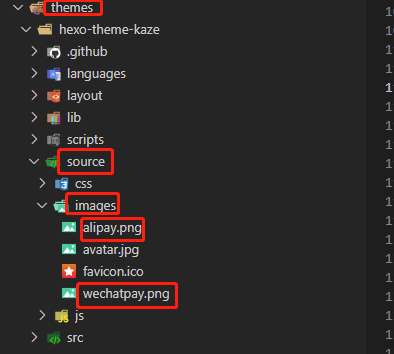 themes
hexo-theme-kaze
.github
languages
layout
lib
scripts
source
css
images
alipay.png
avatar.jpg
favicon.ico
wechatpay.png
js
src